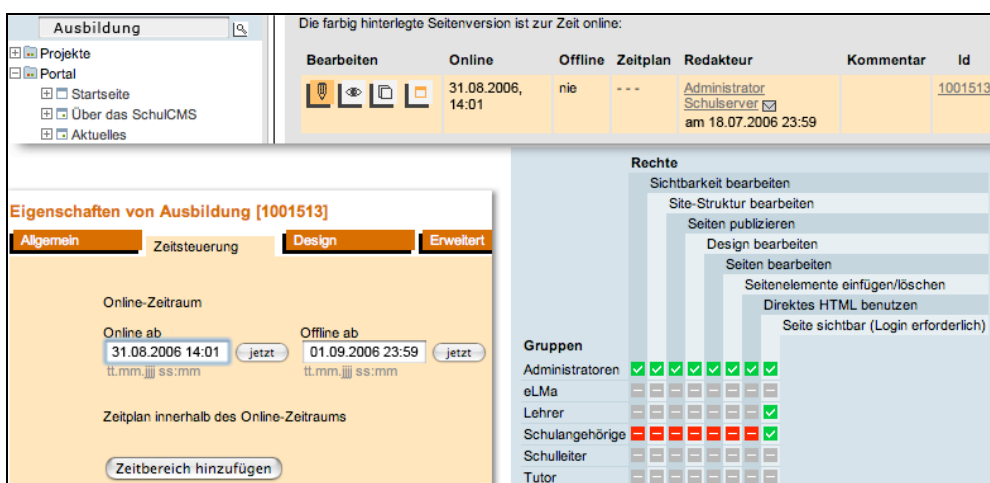 Ausbildung
Projekte
Portal
Startseite
Über das SchulCMS
Aktuelles
Die farbig hinterlegte Seitenversion ist zur Zeit online:
Bearbeiten Online Offline Zeitplan Redakteur Kommentar Id
31.08.2006, nie - - - Administrator 1001513
14:01 Schulserver
am 18.07.2006 23:59
Eigenschaften von Ausbildung [1001513]
Allgemein Zeitsteuerung Design Erweitert
Online-Zeitraum
Online ab Offline ab
31.08.2006 14:01 jetzt 01.09.2006 23:59 jetzt
tt.mm.jjjj ss:mm tt.mm.jjjj ss:mm
Zeitplan innerhalb des Online-Zeitraums
Zeitbereich hinzufügen
Rechte
Sichtbarkeit bearbeiten
Site-Struktur bearbeiten
Seiten publizieren
Design bearbeiten
Seiten bearbeiten
Seitenelemente einfügen/löschen
Direktes HTML benutzen
Seite sichtbar (Login erforderlich)
Gruppen
Administratoren
eLMa
Lehrer
Schulangehörige
Schulleiter
Tutor